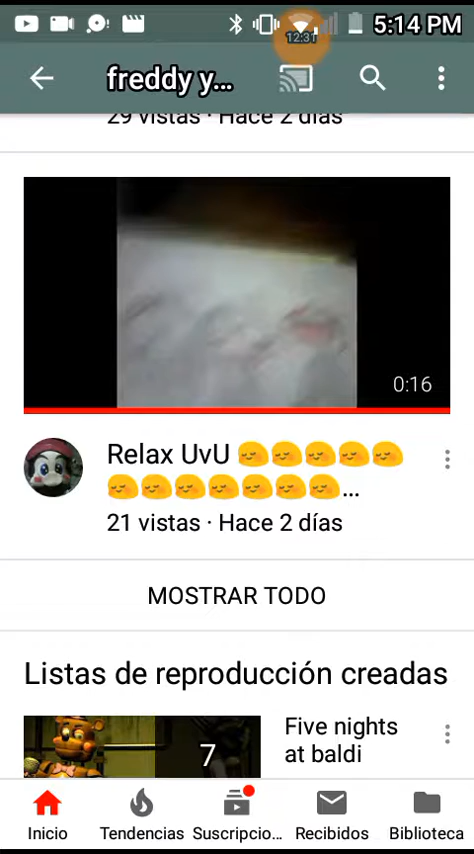 12:31
5:14 PM
freddy y...
29 vistas · Hace 2 días
0:16
Relax UvU 😌😌😌😌😌
😌😌😌😌😌😌😌...
21 vistas · Hace 2 días
MOSTRAR TODO
Listas de reproducción creadas
7
Five nights
at baldi
Inicio
Tendencias
Suscripcio...
Recibidos
Biblioteca